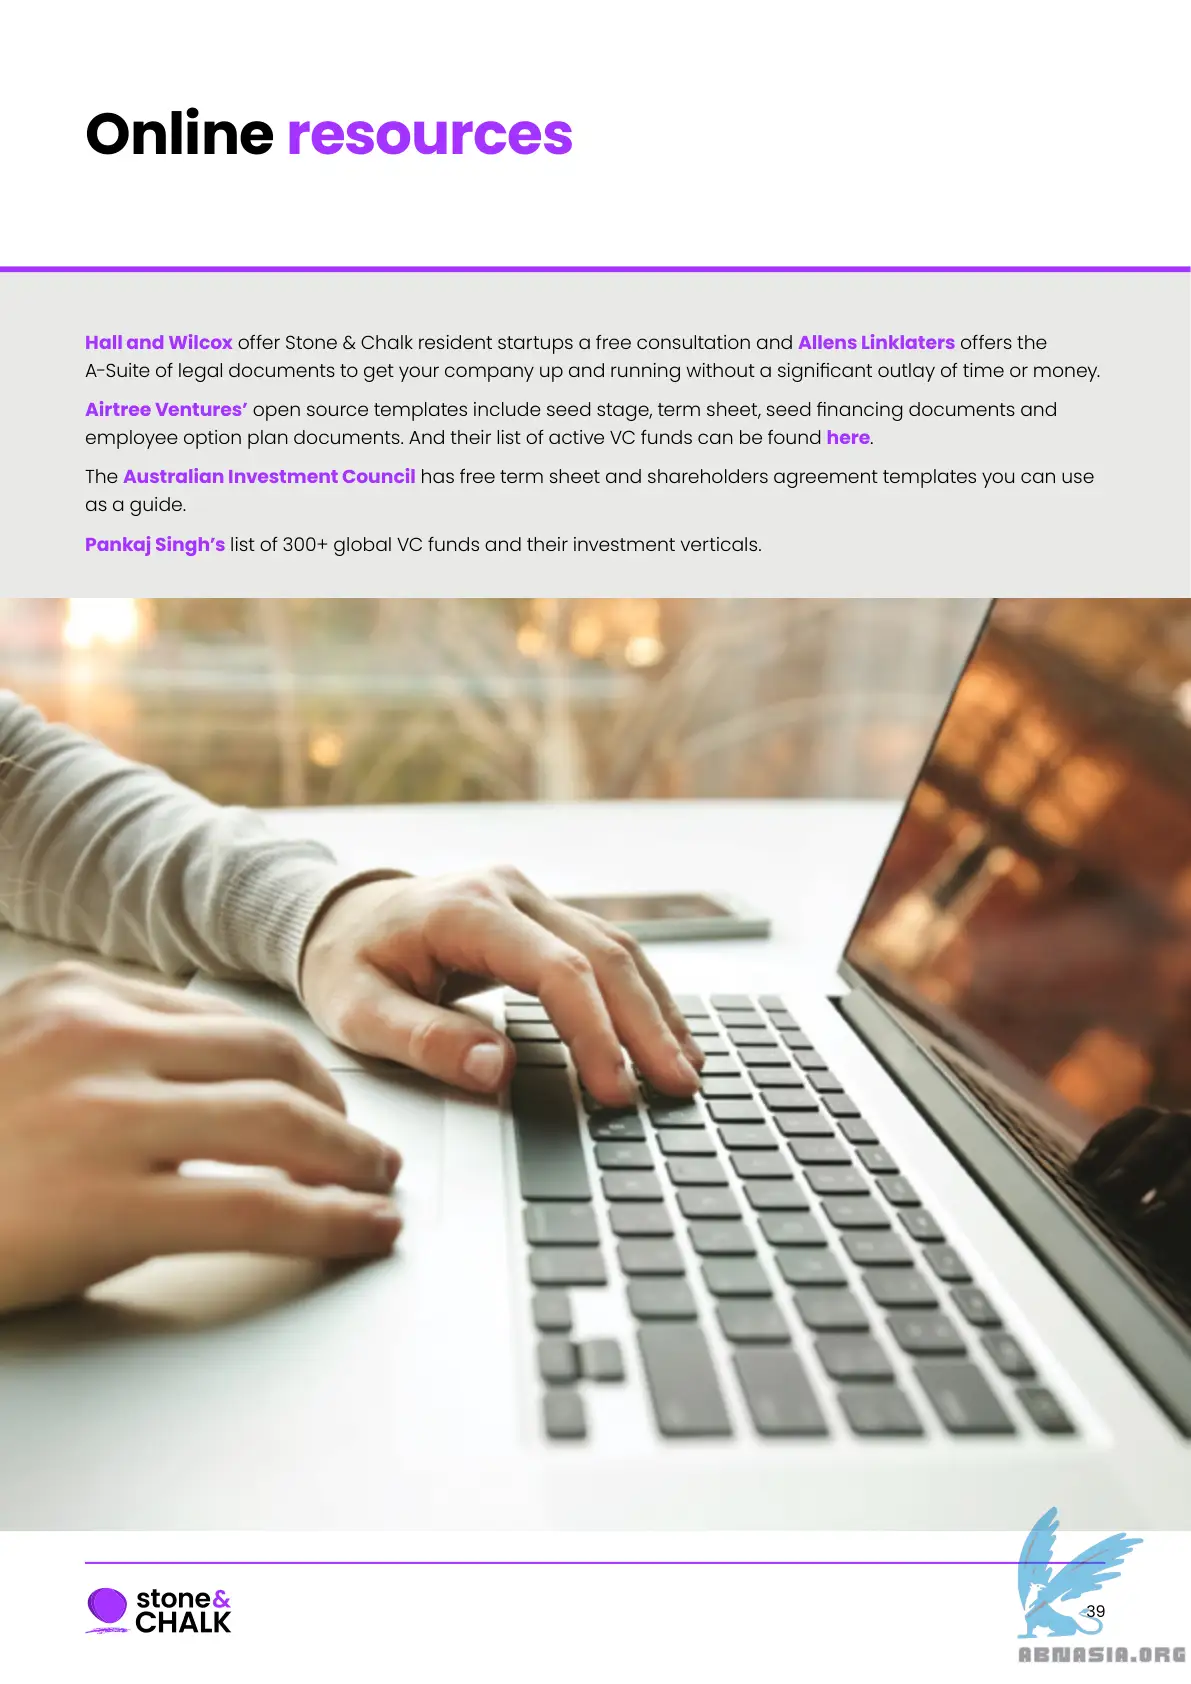 Online resources
Hall and Wilcox offer Stone & Chalk resident startups a free consultation and Allens Linklaters offers the
A-Suite of legal documents to get your company up and running without a significant outlay of time or money.
Airtree Ventures’ open source templates include seed stage, term sheet, seed financing documents and
employee option plan documents. And their list of active VC funds can be found here.
The Australian Investment Council has free term sheet and shareholders agreement templates you can use
as a guide.
Pankaj Singh’s list of 300+ global VC funds and their investment verticals.
stone&
CHALK
39
ABNASIA.ORG